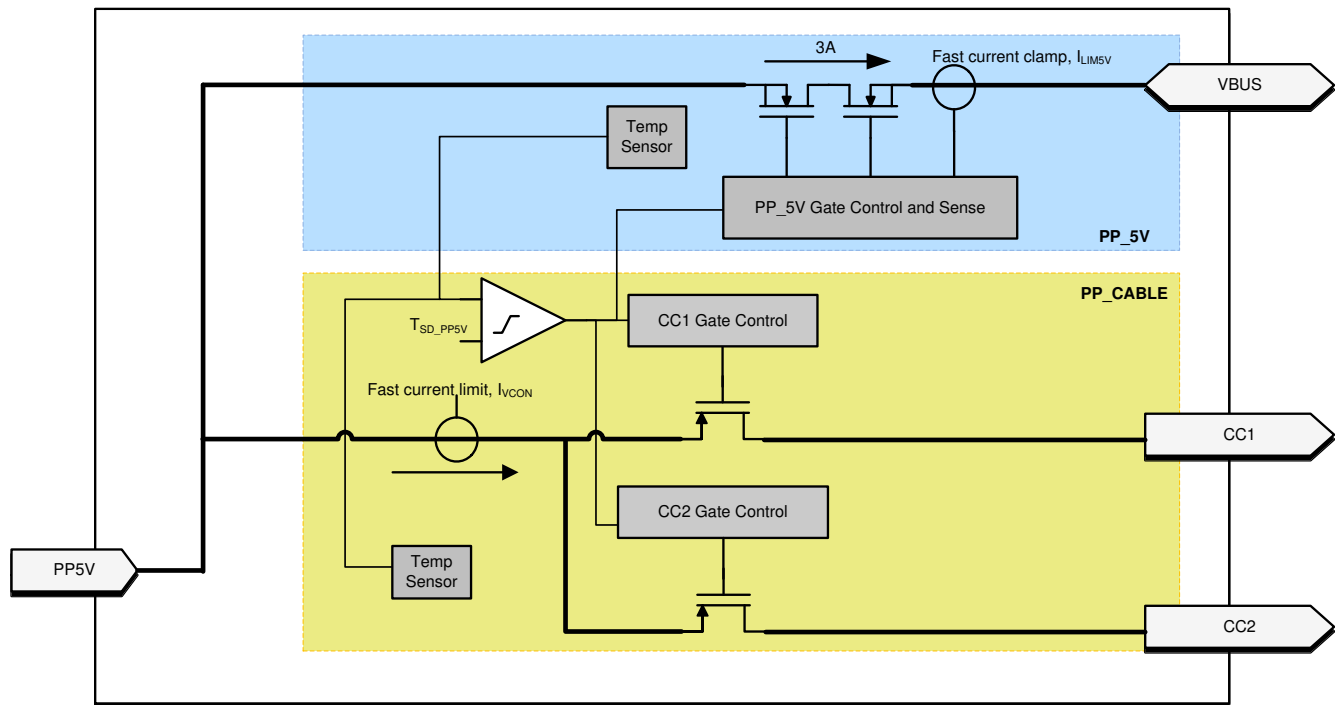 3A
Fast current clamp, ILIM5V
VBUS
Temp
Sensor
PP_5V Gate Control and Sense
PP_5V
PP_CABLE
CC1 Gate Control
TSD_PP5V
Fast current limit, IVCON
CC1
CC2 Gate Control
PP5V
Temp
Sensor
CC2